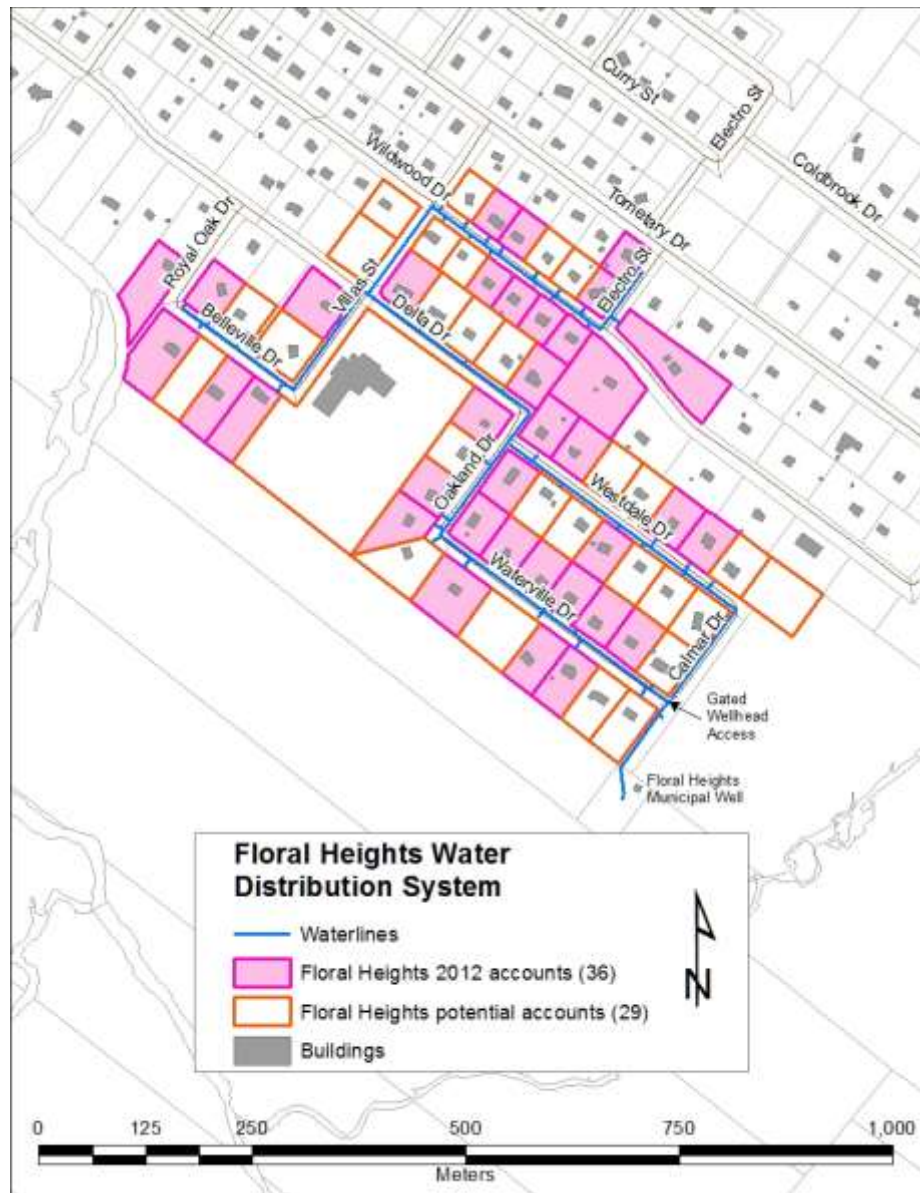 Curry St
Electro St
Coldbrook Dr
Wildwood Dr
Tometary Dr
Royal Oak Dr
Electro St.
Villas St
Delta Dr
Belleville Dr
Oakland Dr
Westdale Dr
Waterville Dr
Calmar Dr
Gated
Wellhead
Access
Floral Heights
Municipal Well
Floral Heights Water
Distribution System
Waterlines
Floral Heights 2012 accounts (36)
Floral Heights potential accounts (29)
Buildings
N
0 125 250 500 750 1,000
Meters